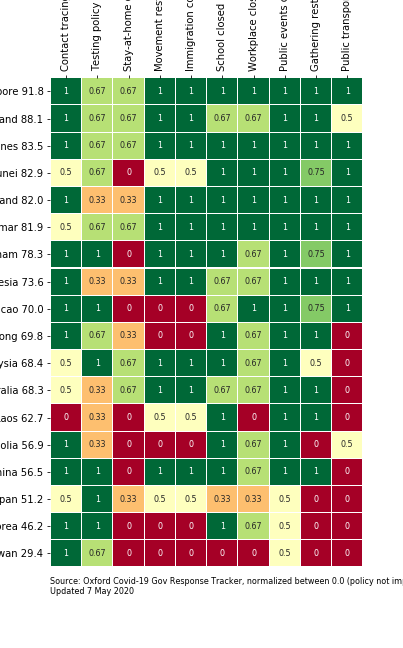 Contact tracin
Testing policy
Stay-at-home
Movement res
Immigration co
School closed
Workplace clo
Public events c
Gathering rest
Public transpo
pore 91.8 1 0.67 0.67 1 1 1 1 1 1 1
and 88.1 1 0.67 0.67 1 1 0.67 0.67 1 1 0.5
nes 83.5 1 0.67 0.67 1 1 1 1 1 1 1
unei 82.9 0.5 0.67 0 0.5 0.5 1 1 1 0.75 1
and 82.0 1 0.33 0.33 1 1 1 1 1 1 1
mar 81.9 0.5 0.67 0.67 1 1 1 1 1 1 1
nam 78.3 1 1 0 1 1 1 0.67 1 0.75 1
esia 73.6 1 0.33 0.33 1 1 0.67 0.67 1 1 1
cao 70.0 1 1 0 0 0 0.67 1 1 0.75 1
ong 69.8 1 0.67 0.33 0 0 1 0.67 1 1 0
ysia 68.4 0.5 1 0.67 1 1 1 0.67 1 0.5 0
ralia 68.3 0.5 0.33 0.67 1 1 0.67 0.67 1 1 0
Laos 62.7 0 0.33 0 0.5 0.5 1 0 1 1 0
olia 56.9 1 0.33 0 0 0 1 0.67 1 0 0.5
hina 56.5 1 1 0 1 1 1 0.67 1 1 0
pan 51.2 0.5 1 0.33 0.5 0.5 0.33 0.33 0.5 0 0
orea 46.2 1 1 0 0 0 1 0.67 0.5 0 0
wan 29.4 1 0.67 0 0 0 0 0 0.5 0 0
Source: Oxford Covid-19 Gov Response Tracker, normalized between 0.0 (policy not imp
Updated 7 May 2020